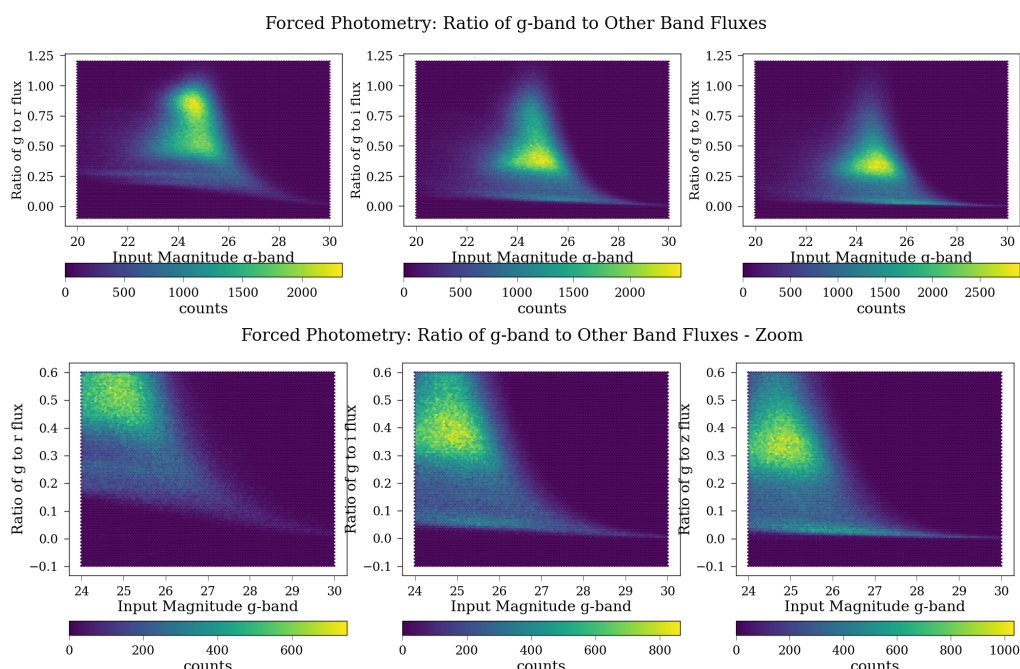 Forced Photometry: Ratio of g-band to Other Band Fluxes
Ratio of g to r flux
1.25
1.00
0.75
0.50
0.25
0.00
20 22 24 26 28 30
Input Magnitude g-band
0 500 1000 1500 2000
counts
Ratio of g to i flux
1.25
1.00
0.75
0.50
0.25
0.00
20 22 24 26 28 30
Input Magnitude g-band
0 500 1000 1500 2000
counts
Ratio of g to z flux
1.25
1.00
0.75
0.50
0.25
0.00
20 22 24 26 28 30
Input Magnitude g-band
0 500 1000 1500 2000 2500
counts
Forced Photometry: Ratio of g-band to Other Band Fluxes - Zoom
Ratio of g to r flux
0.6
0.5
0.4
0.3
0.2
0.1
0.0
−0.1
24 25 26 27 28 29 30
Input Magnitude g-band
0 200 400 600
counts
Ratio of g to i flux
0.6
0.5
0.4
0.3
0.2
0.1
0.0
−0.1
24 25 26 27 28 29 30
Input Magnitude g-band
0 200 400 600 800
counts
Ratio of g to z flux
0.6
0.5
0.4
0.3
0.2
0.1
0.0
−0.1
24 25 26 27 28 29 30
Input Magnitude g-band
0 200 400 600 800 1000
counts